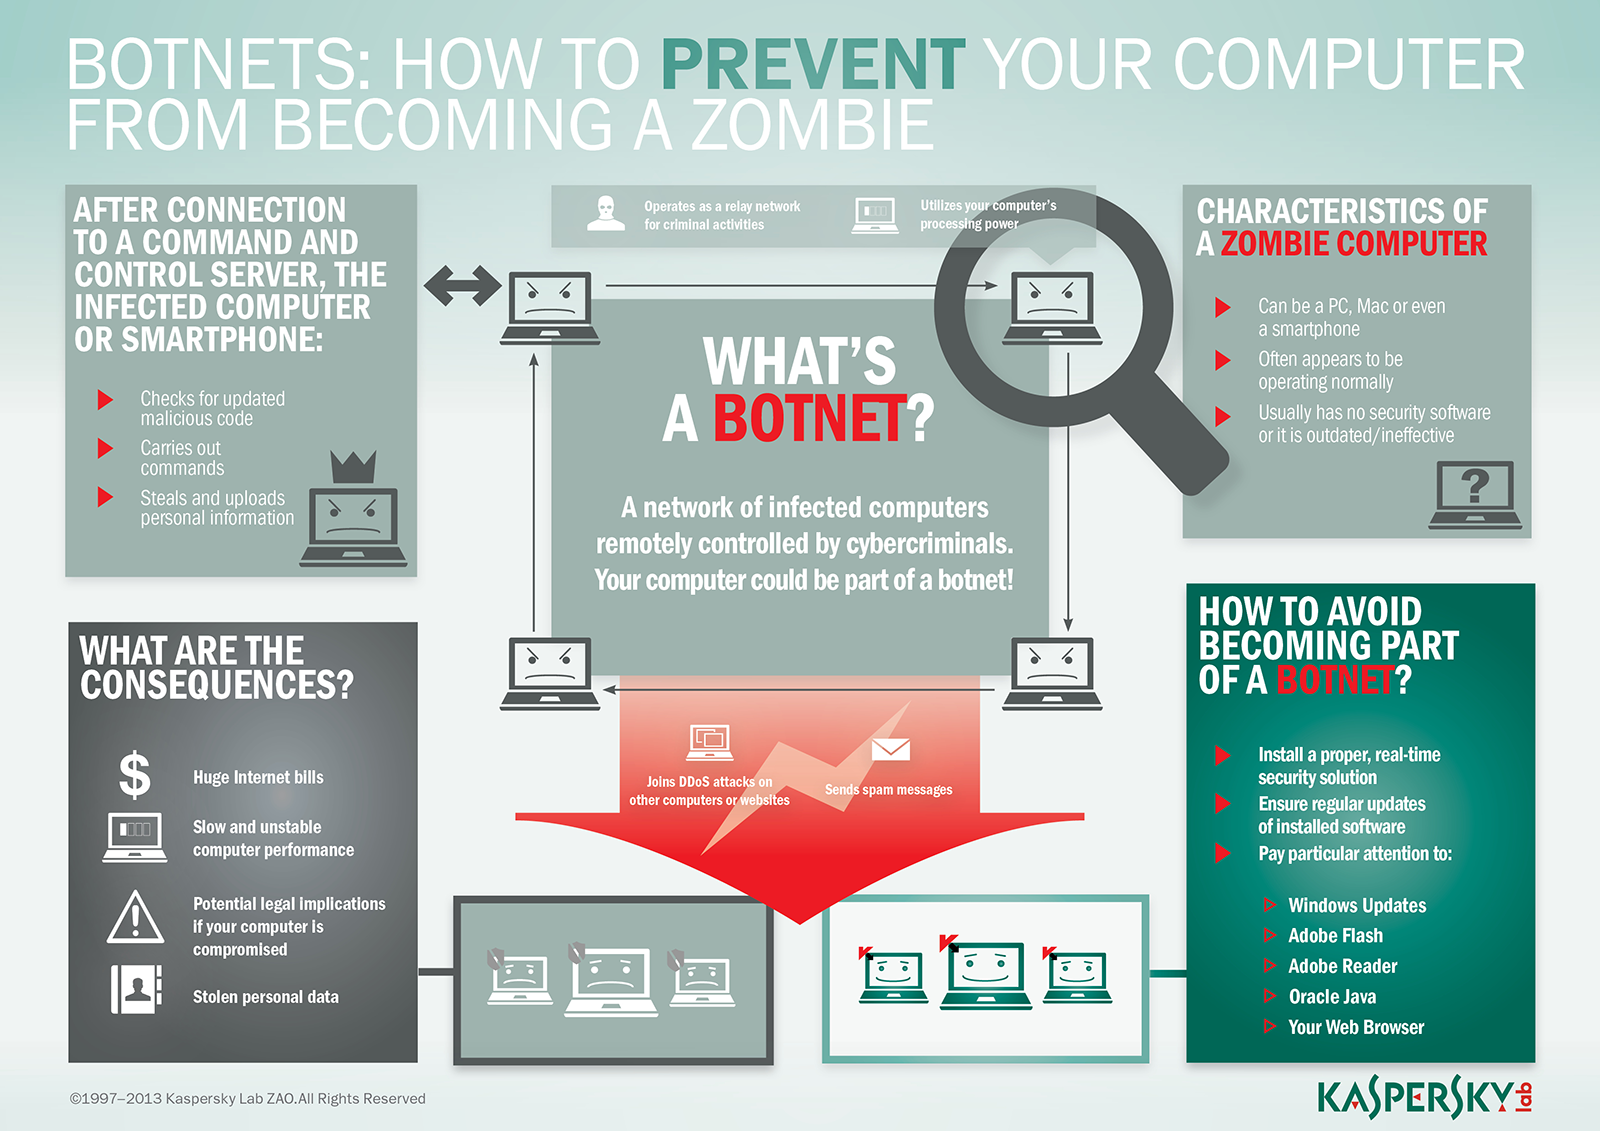 BOTNETS: HOW TO PREVENT YOUR COMPUTER
FROM BECOMING A ZOMBIE
AFTER CONNECTION
TO A COMMAND AND
CONTROL SERVER, THE
INFECTED COMPUTER
OR SMARTPHONE:
Checks for updated
malicious code
Carries out
commands
Steals and uploads
personal information
Operates as a relay network
for criminal activities
Utilizes your computer's
processing power
WHAT'S
A BOTNET?
A network of infected computers
remotely controlled by cybercriminals.
Your computer could be part of a botnet!
CHARACTERISTICS OF
A ZOMBIE COMPUTER
Can be a PC, Mac or even
a smartphone
Often appears to be
operating normally
Usually has no security software
or it is outdated/ineffective
?
WHAT ARE THE
CONSEQUENCES?
$
Huge Internet bills
Slow and unstable
computer performance
!
Potential legal implications
if your computer is
compromised
Stolen personal data
Joins DDoS attacks on
other computers or websites
Sends spam messages
HOW TO AVOID
BECOMING PART
OF A BOTNET?
Install a proper, real-time
security solution
Ensure regular updates
of installed software
Pay particular attention to:
Windows Updates
Adobe Flash
Adobe Reader
Oracle Java
Your Web Browser
©1997–2013 Kaspersky Lab ZAO.All Rights Reserved
KASPERSKY lab